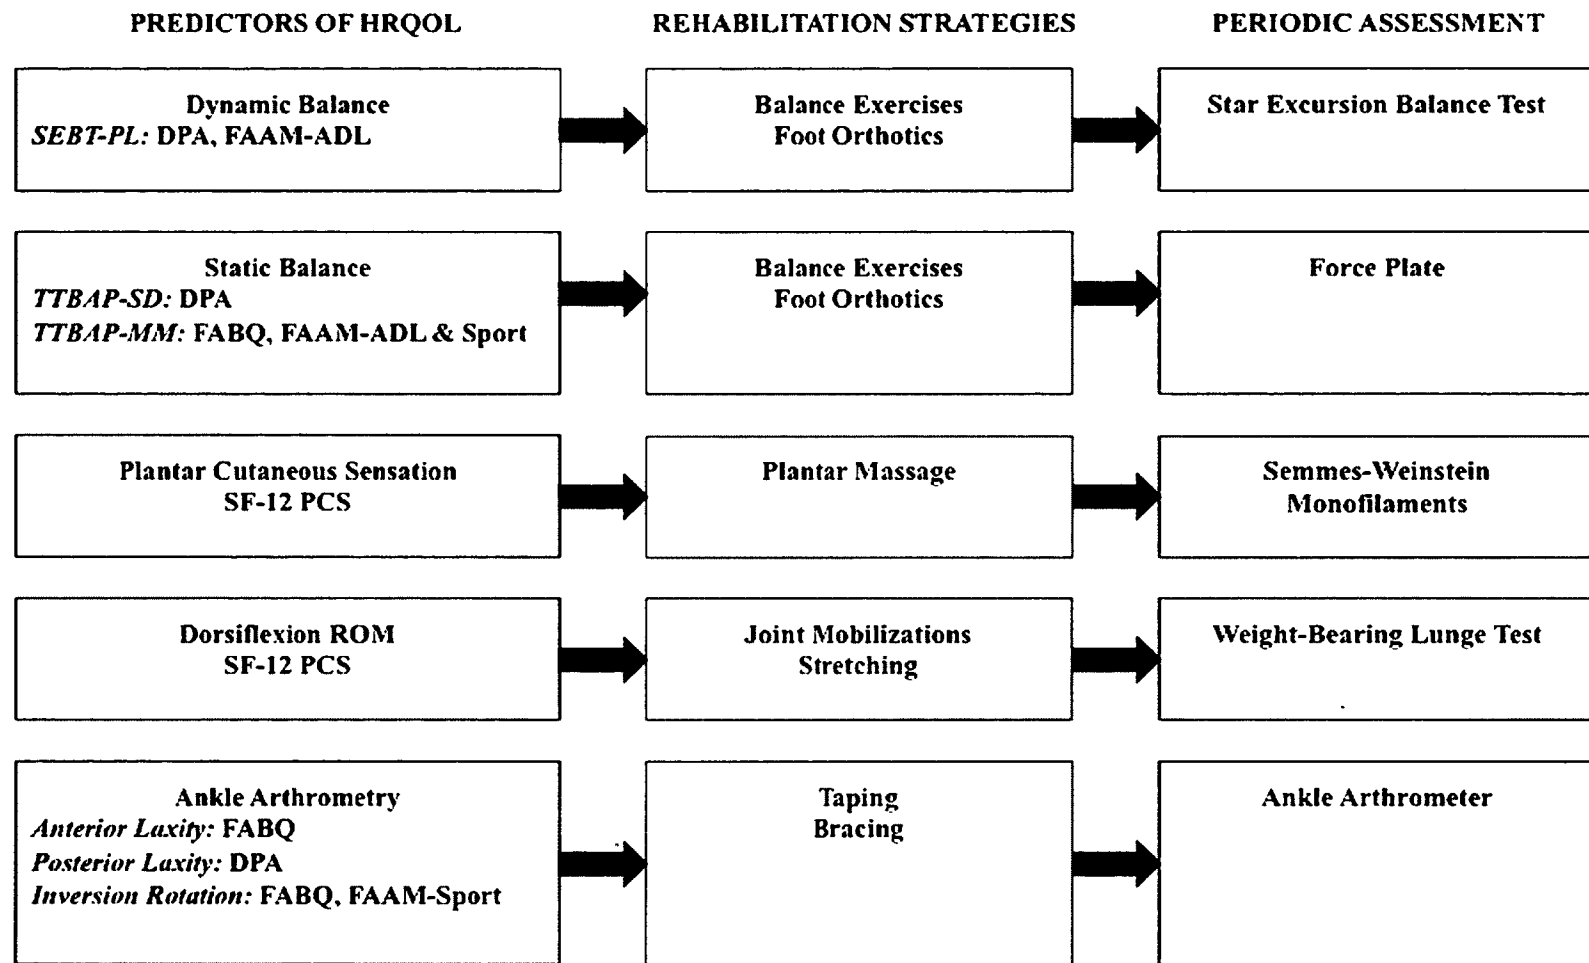 PREDICTORS OF HRQOL
REHABILITATION STRATEGIES
PERIODIC ASSESSMENT
Dynamic Balance
SEBT-PL: DPA, FAAM-ADL
Balance Exercises
Foot Orthotics
Star Excursion Balance Test
Static Balance
TTBAP-SD: DPA
TTBAP-MM: FABQ, FAAM-ADL & Sport
Balance Exercises
Foot Orthotics
Force Plate
Plantar Cutaneous Sensation
SF-12 PCS
Plantar Massage
Semmes-Weinstein
Monofilaments
Dorsiflexion ROM
SF-12 PCS
Joint Mobilizations
Stretching
Weight-Bearing Lunge Test
Ankle Arthrometry
Anterior Laxity: FABQ
Posterior Laxity: DPA
Inversion Rotation: FABQ, FAAM-Sport
Taping
Bracing
Ankle Arthrometer